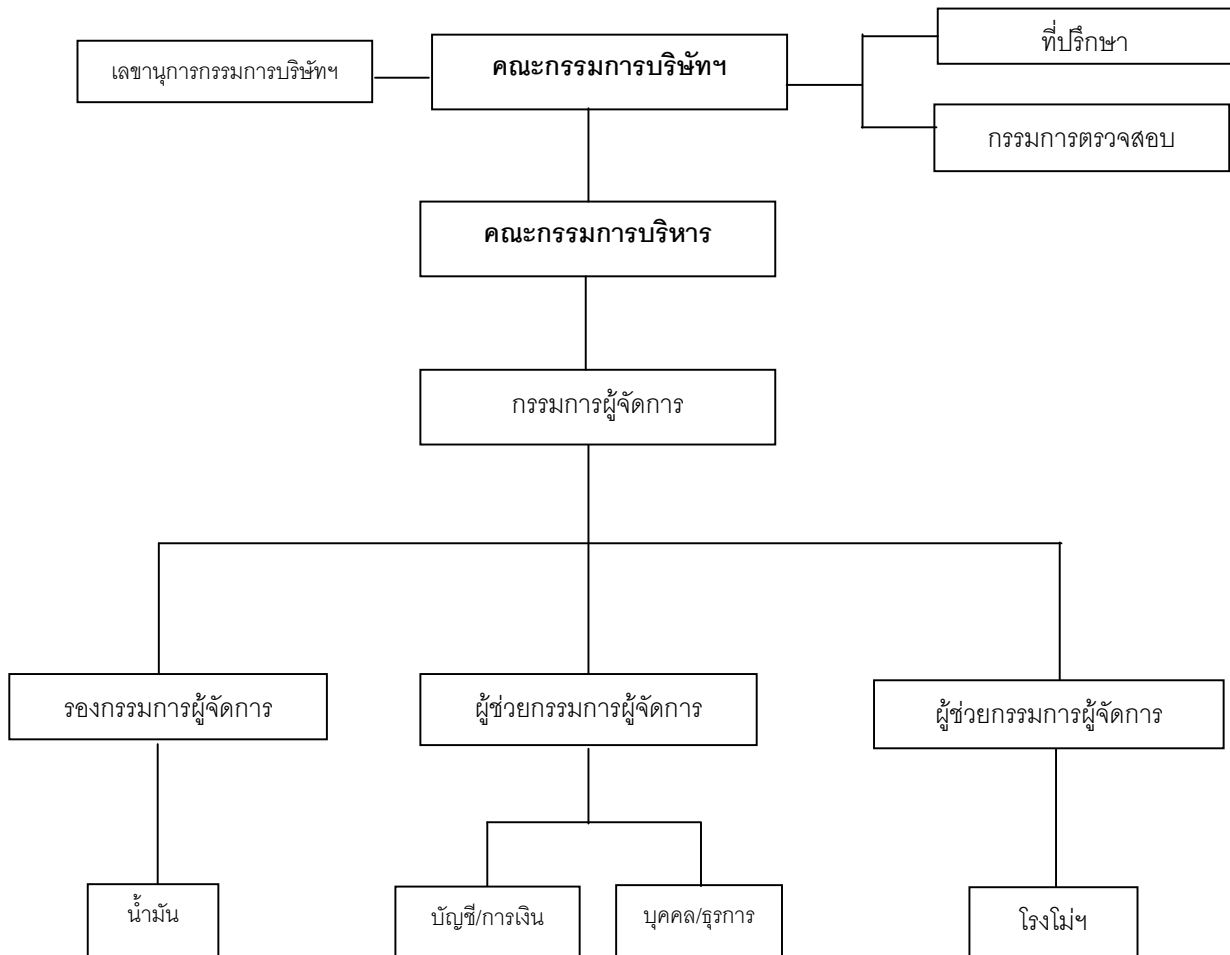 ที่ปรึกษา
เลขานุการกรรมการบริษัทฯ
คณะกรรมการบริษัทฯ
กรรมการตรวจสอบ
คณะกรรมการบริหาร
กรรมการผู้จัดการ
รองกรรมการผู้จัดการ
ผู้ช่วยกรรมการผู้จัดการ
ผู้ช่วยกรรมการผู้จัดการ
น้ำมัน
บัญชี/การเงิน
บุคคล/ธุรการ
โรงโม่ฯ